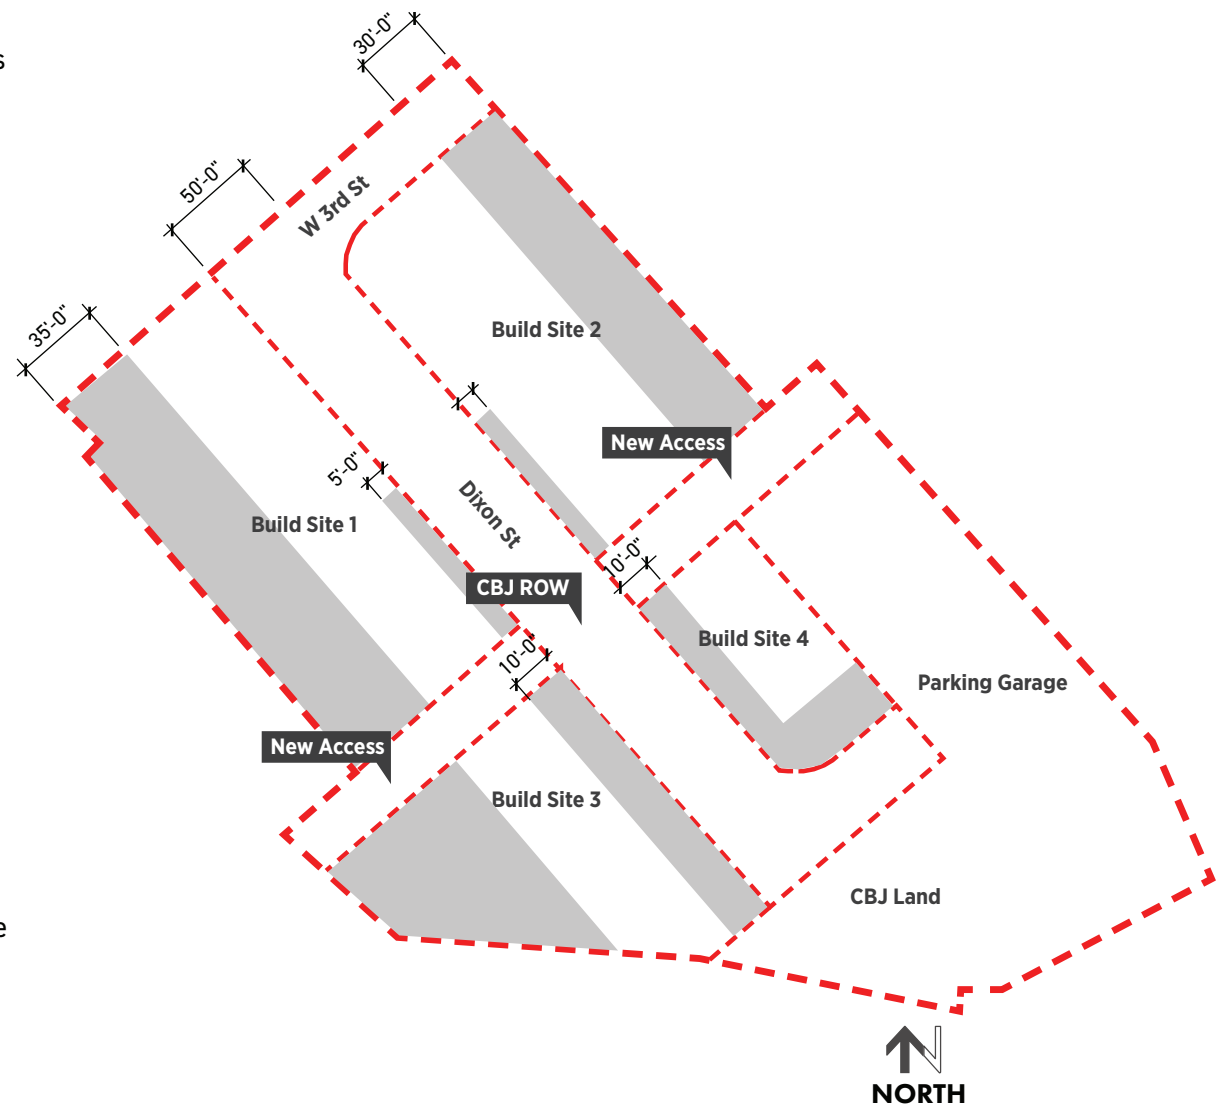 30'-0"
s
50'-0"
W 3rd St
35'-0"
Build Site 2
New Access
5'-0"
Dixon St
Build Site 1
10'-0"
CBJ ROW
Build Site 4
10'-0"
Parking Garage
New Access
Build Site 3
CBJ Land
e
NORTH